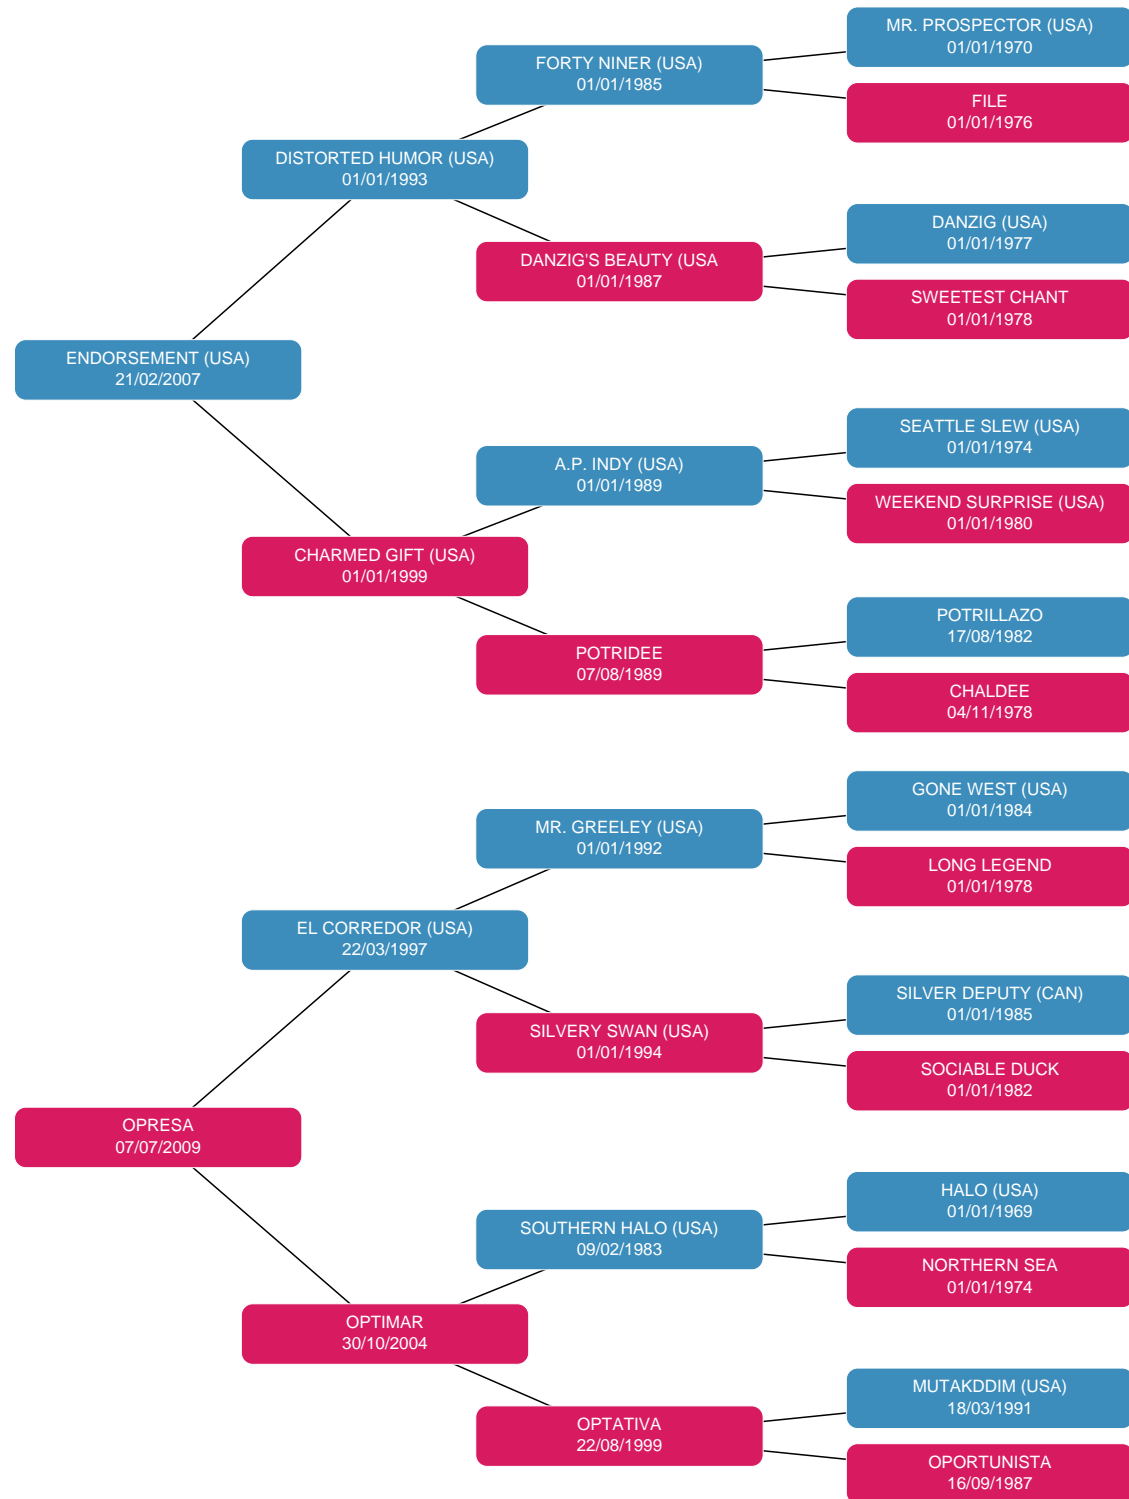 MR. PROSPECTOR (USA)
01/01/1970
FORTY NINER (USA)
01/01/1985
FILE
01/01/1976
DISTORTED HUMOR (USA)
01/01/1993
DANZIG (USA)
01/01/1977
DANZIG'S BEAUTY (USA
01/01/1987
SWEETEST CHANT
01/01/1978
ENDORSEMENT (USA)
21/02/2007
SEATTLE SLEW (USA)
01/01/1974
A.P. INDY (USA)
01/01/1989
WEEKEND SURPRISE (USA)
01/01/1980
CHARMED GIFT (USA)
01/01/1999
POTRILLAZO
17/08/1982
POTRIDEE
07/08/1989
CHALDEE
04/11/1978
GONE WEST (USA)
01/01/1984
MR. GREELEY (USA)
01/01/1992
LONG LEGEND
01/01/1978
EL CORREDOR (USA)
22/03/1997
SILVER DEPUTY (CAN)
01/01/1985
SILVERY SWAN (USA)
01/01/1994
SOCIABLE DUCK
01/01/1982
OPRESA
07/07/2009
HALO (USA)
01/01/1969
SOUTHERN HALO (USA)
09/02/1983
NORTHERN SEA
01/01/1974
OPTIMAR
30/10/2004
MUTAKDDIM (USA)
18/03/1991
OPTATIVA
22/08/1999
OPORTUNISTA
16/09/1987